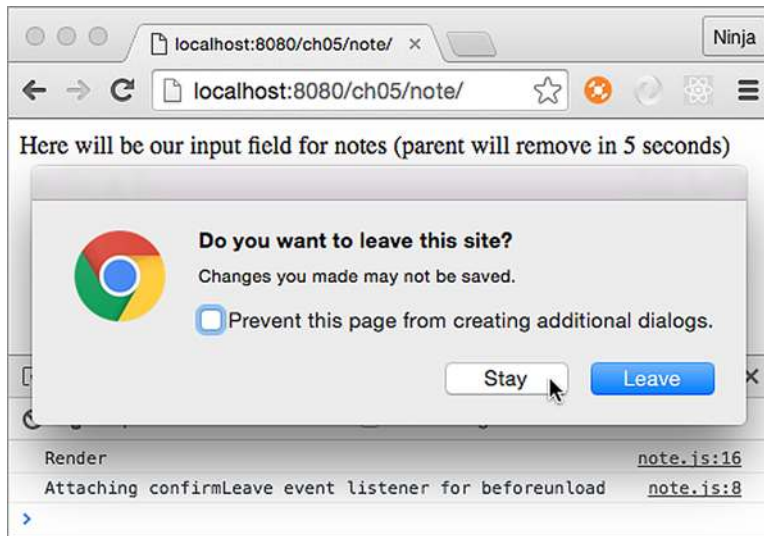 localhost:8080/ch05/note/ ×
Ninja
localhost:8080/ch05/note/
Here will be our input field for notes (parent will remove in 5 seconds)
Do you want to leave this site?
Changes you made may not be saved.
Prevent this page from creating additional dialogs.
Stay
Leave
Render note.js:16
Attaching confirmLeave event listener for beforeunload note.js:8
>